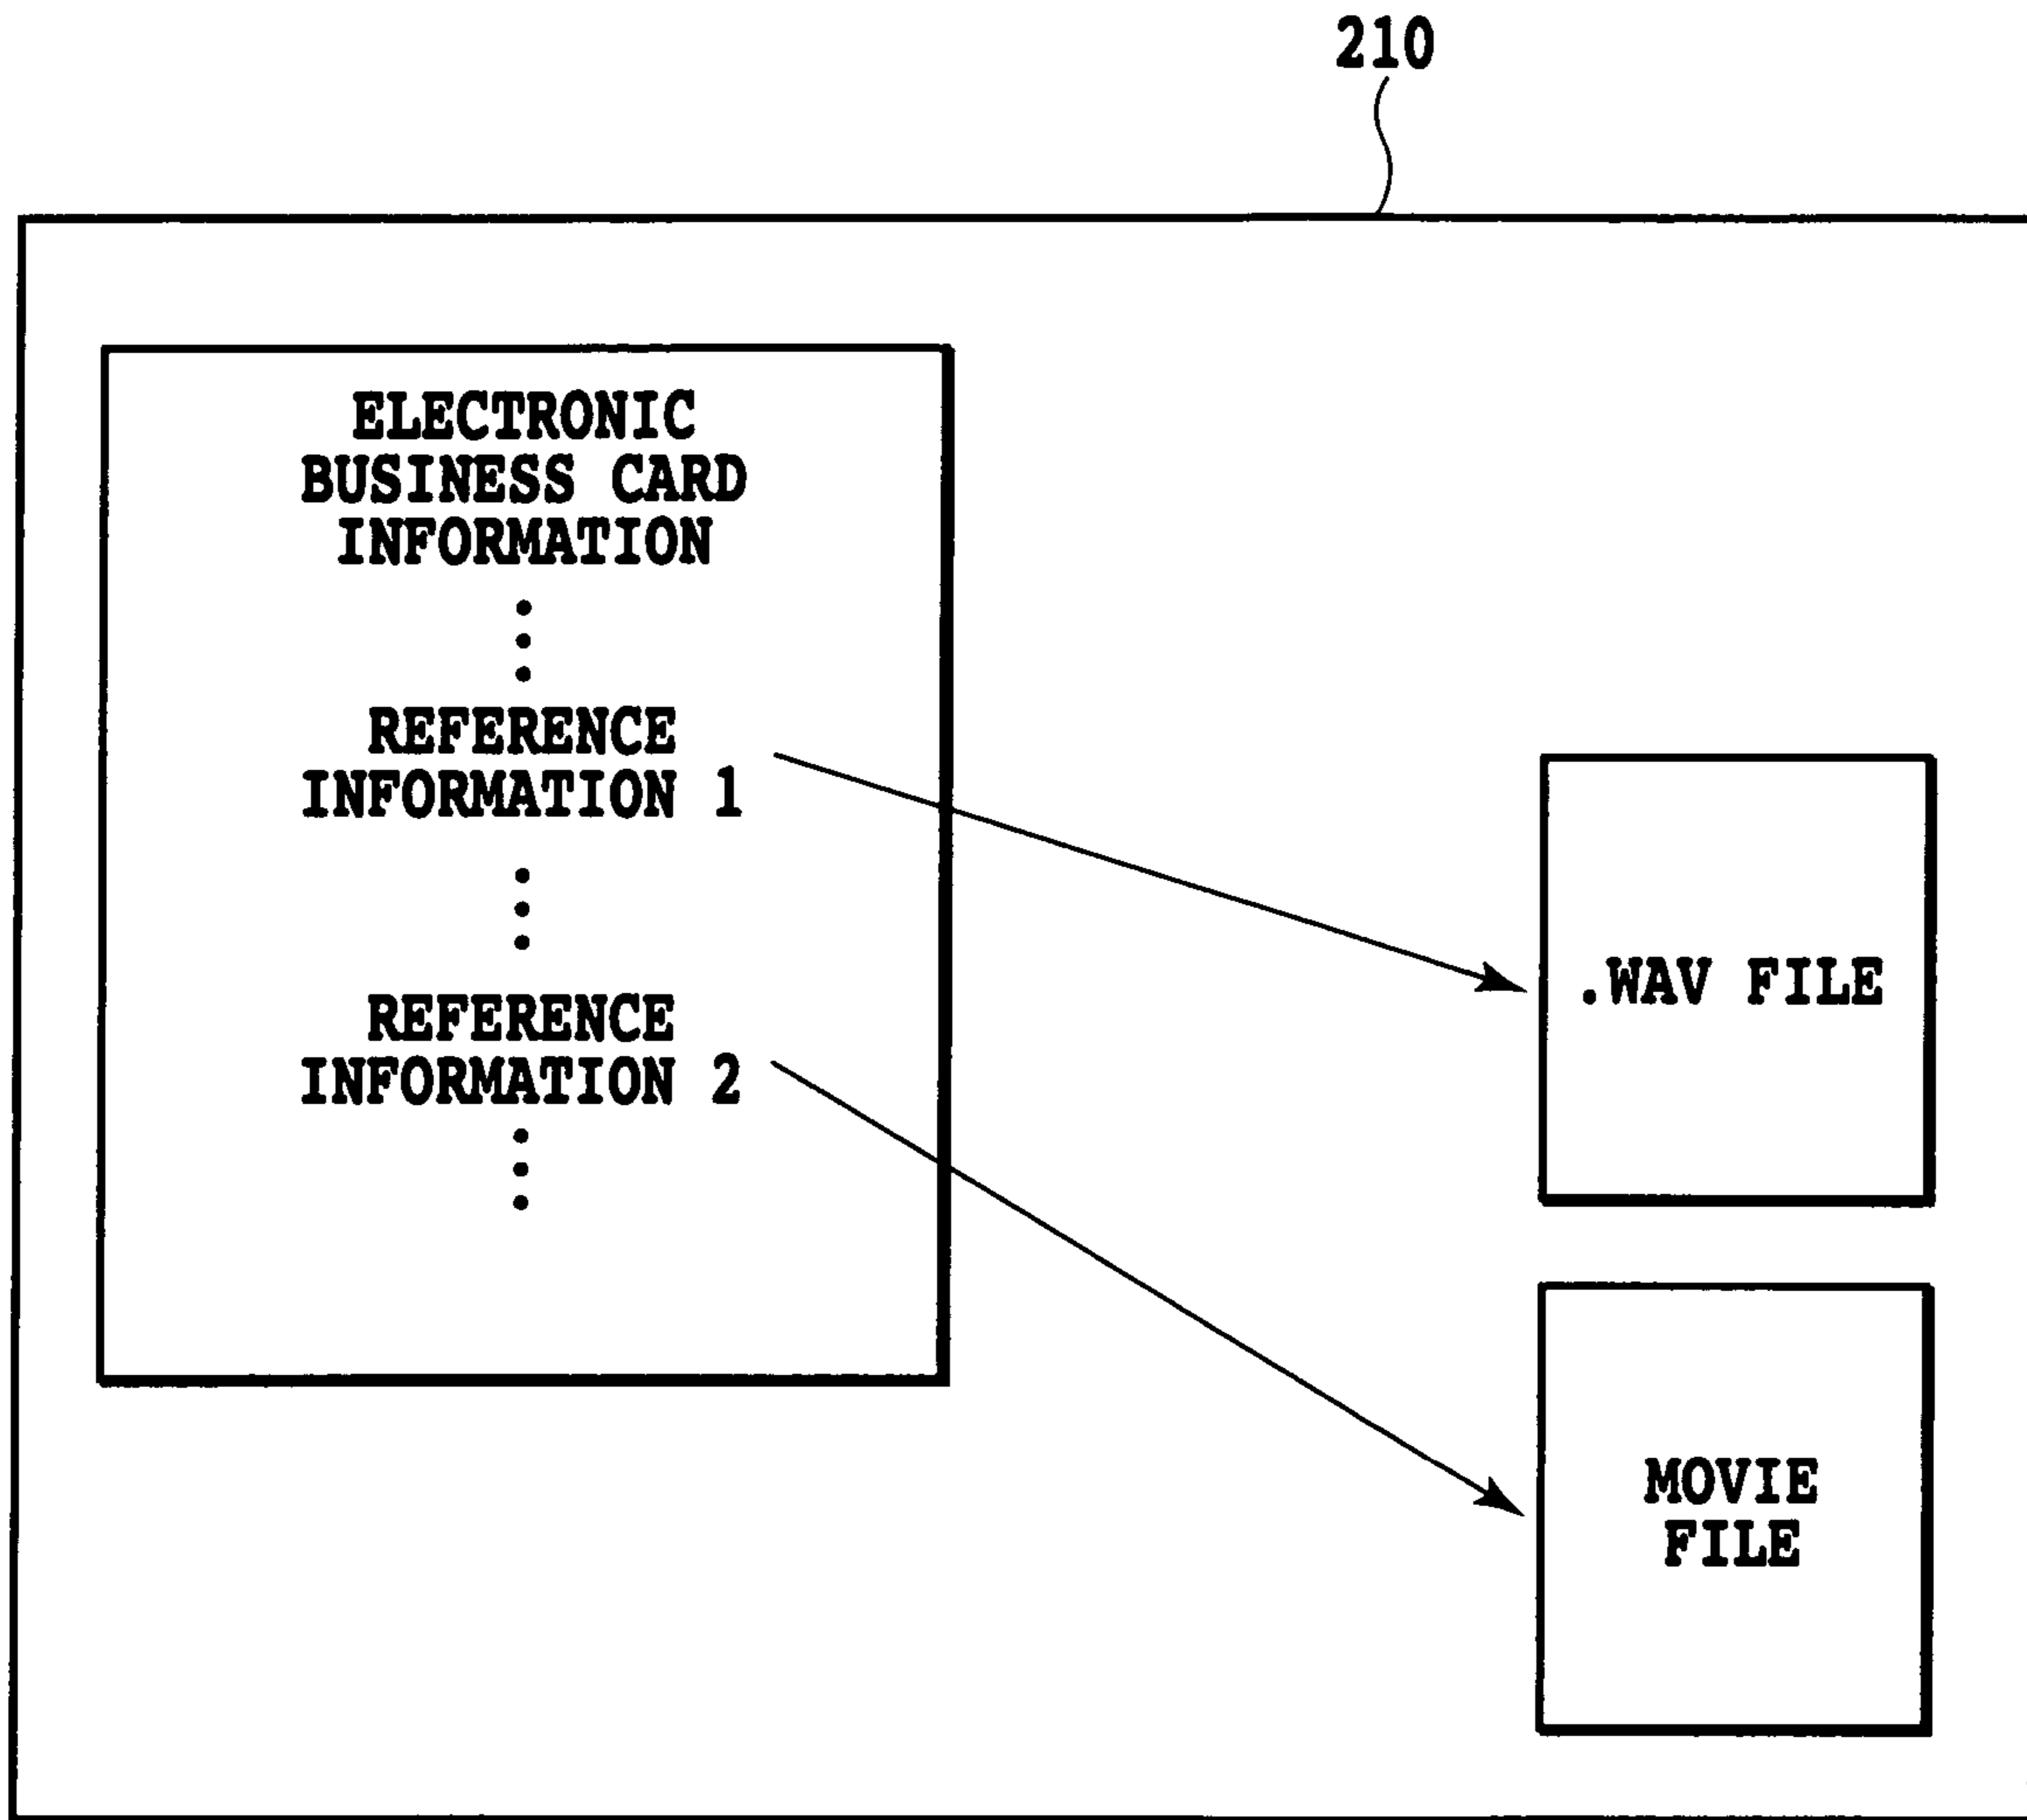 210
ELECTRONIC
BUSINESS CARD
INFORMATION
REFERENCE
INFORMATION 1
REFERENCE
INFORMATION 2
.WAV FILE
MOVIE
FILE